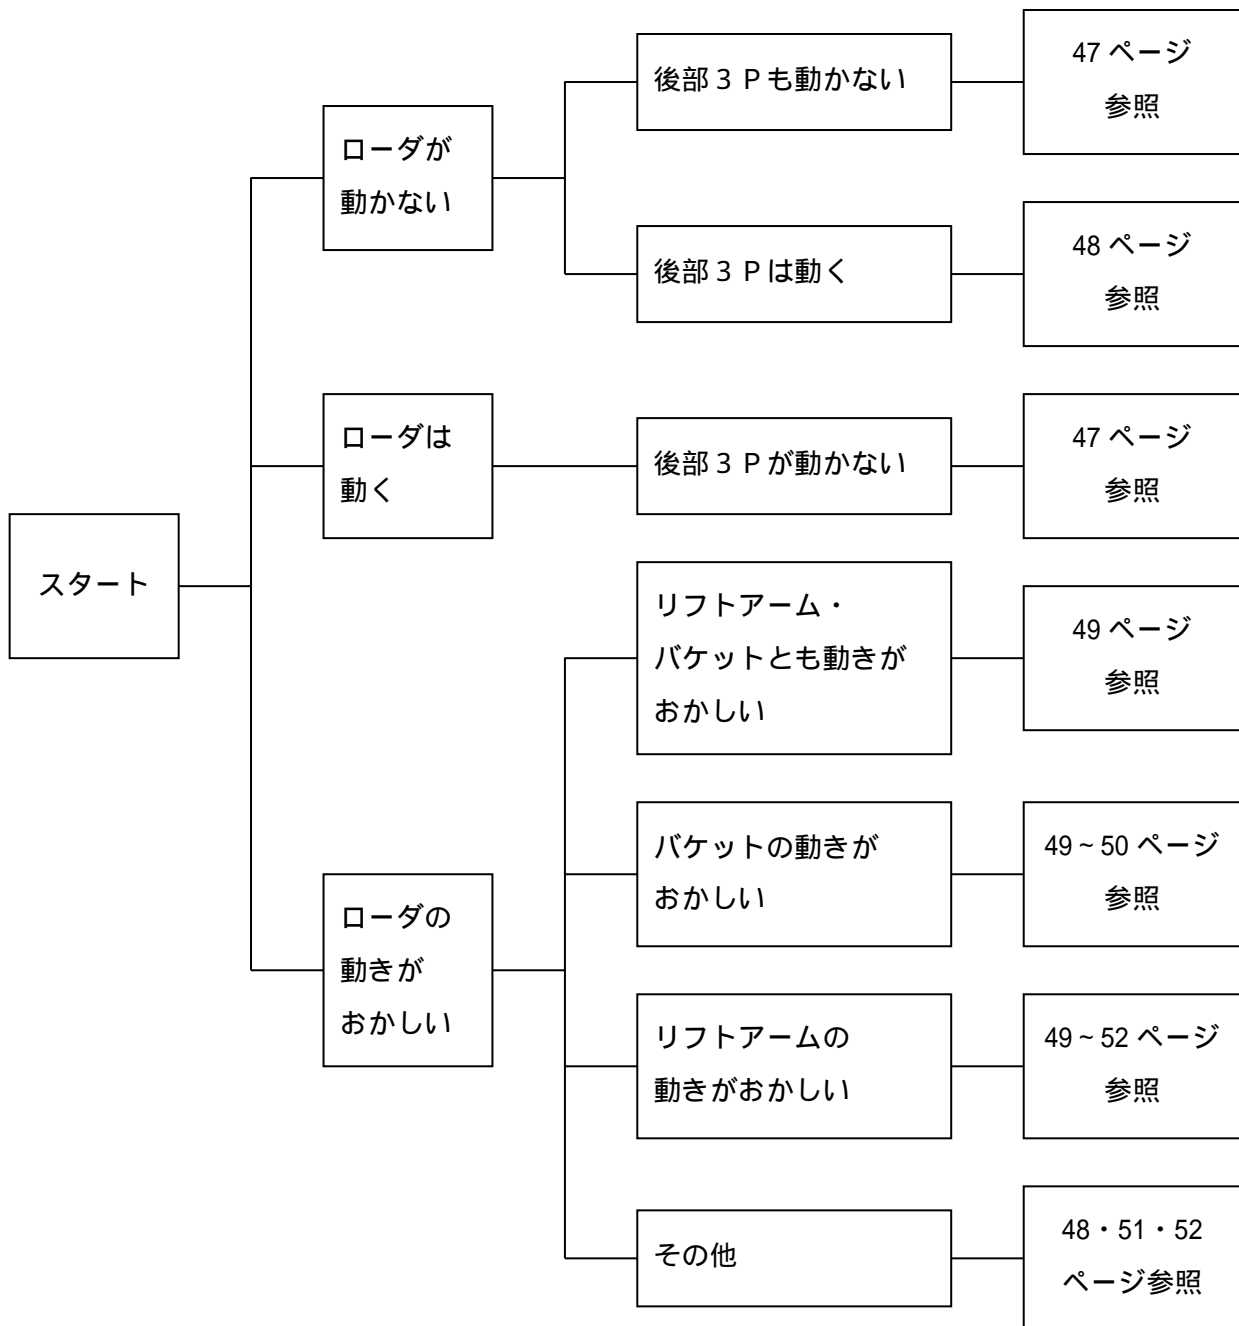 スタート
ローダが
動かない
後部３Ｐも動かない
47 ページ
参照
後部３Ｐは動く
48 ページ
参照
ローダは
動く
後部３Ｐが動かない
47 ページ
参照
ローダの
動きが
おかしい
リフトアーム・
バケットとも動きが
おかしい
49 ページ
参照
バケットの動きが
おかしい
49～50 ページ
参照
リフトアームの
動きがおかしい
49～52 ページ
参照
その他
48・51・52
ページ参照